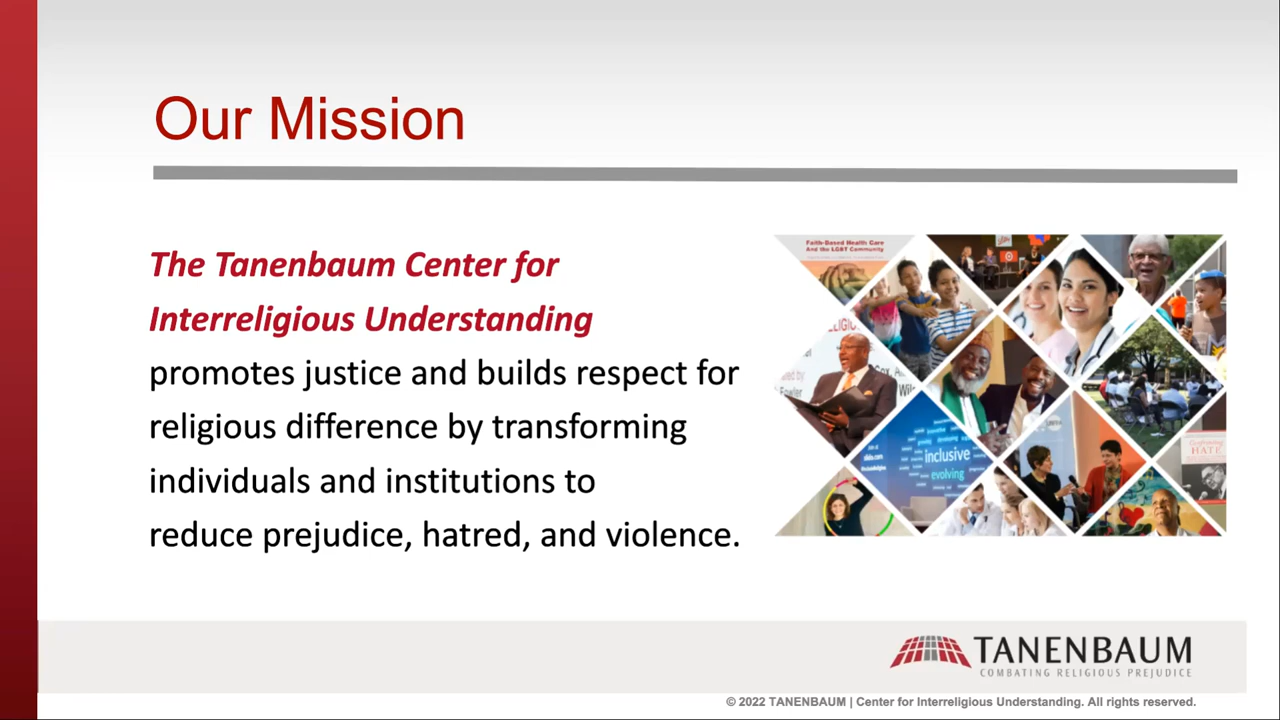 Our Mission
The Tanenbaum Center for
Interreligious Understanding
promotes justice and builds respect for
religious difference by transforming
individuals and institutions to
reduce prejudice, hatred, and violence.
Faith-Based Health Care
And the LGBT Community
inclusive
evolving
HATE
TANENBAUM
COMBATING RELIGIOUS PREJUDICE
© 2022 TANENBAUM | Center for Interreligious Understanding. All rights reserved.